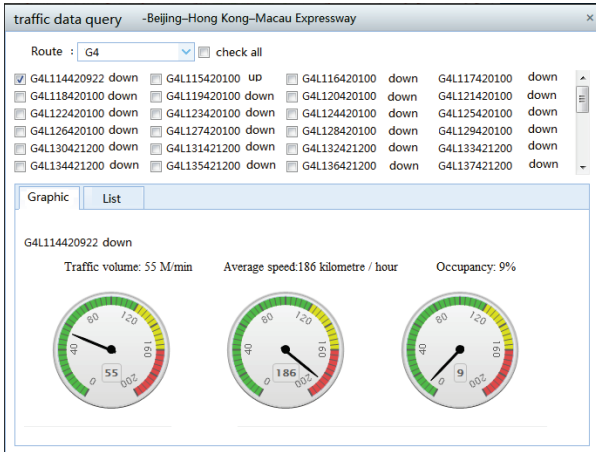 traffic data query -Beijing–Hong Kong–Macau Expressway ×
Route : G4 check all
G4L114420922 down G4L115420100 up G4L116420100 down G4L117420100 down
G4L118420100 down G4L119420100 down G4L120420100 down G4L121420100 down
G4L122420100 down G4L123420100 down G4L124420100 down G4L125420100 down
G4L126420100 down G4L127420100 down G4L128420100 down G4L129420100 down
G4L130421200 down G4L131421200 down G4L132421200 down G4L133421200 down
G4L134421200 down G4L135421200 down G4L136421200 down G4L137421200 down
Graphic List
G4L114420922 down
Traffic volume: 55 M/min Average speed:186 kilometre / hour Occupancy: 9%
0 40 80 120 160 200 55
0 40 80 120 160 200 186
0 40 80 120 160 200 9